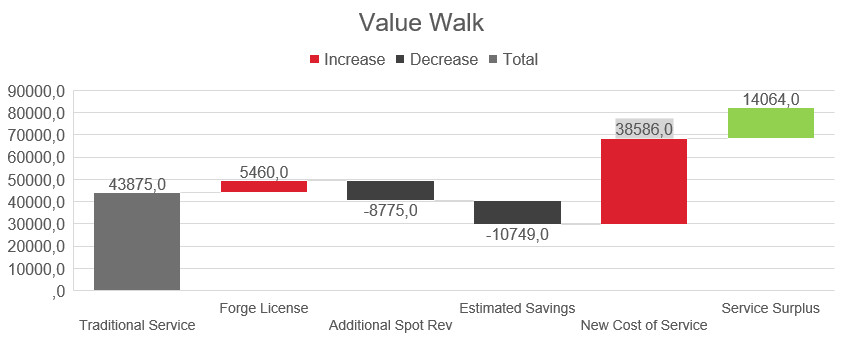 Value Walk
Increase Decrease Total
90000,0
80000,0
70000,0
60000,0
50000,0
40000,0
30000,0
20000,0
10000,0
,0
43875,0
5460,0
-8775,0
-10749,0
38586,0
14064,0
Traditional Service
Forge License
Additional Spot Rev
Estimated Savings
New Cost of Service
Service Surplus